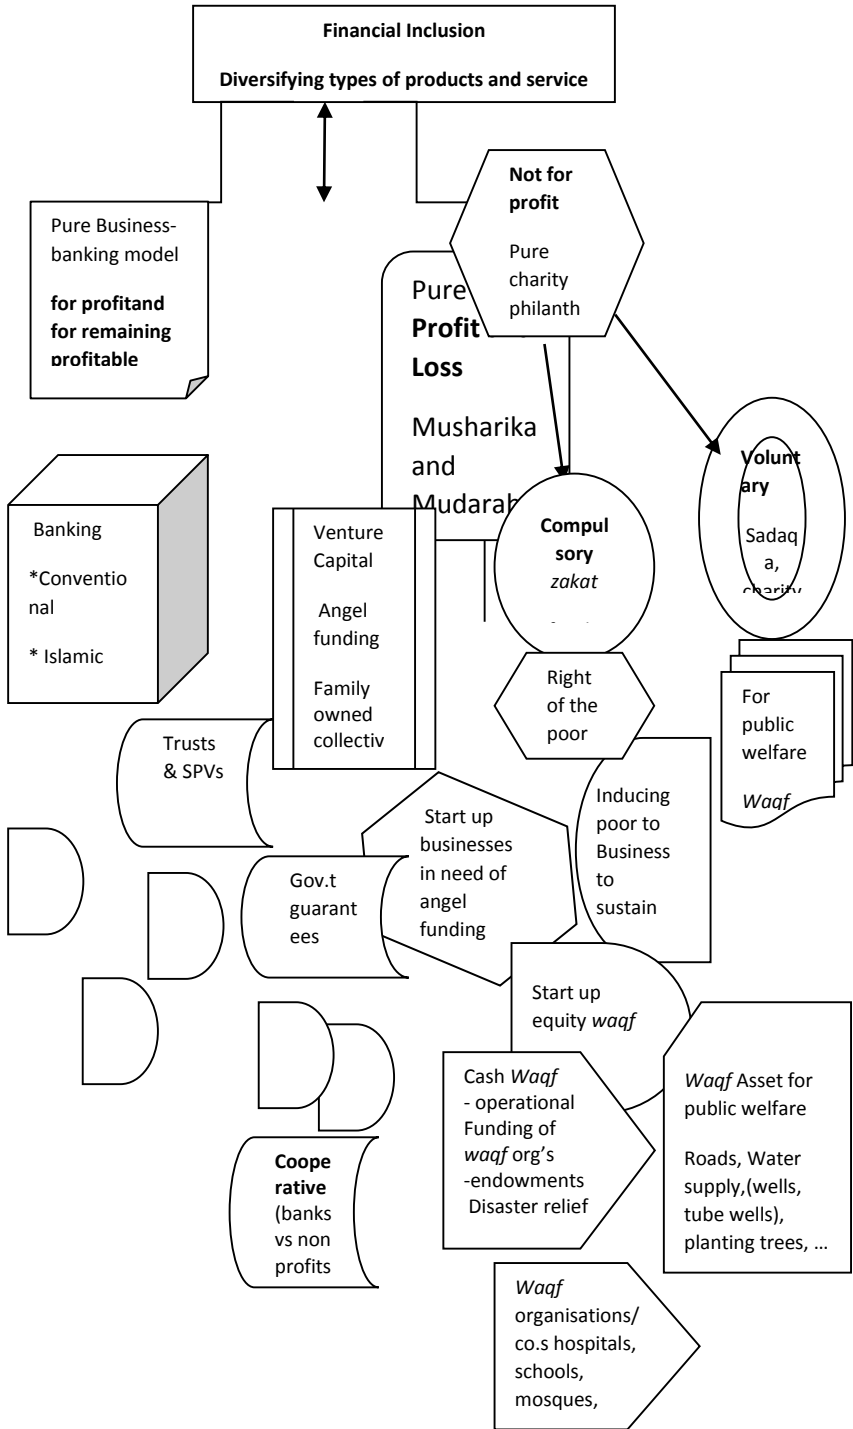 Financial Inclusion
Diversifying types of products and service
Not for
profit
Pure
charity
philanth
Pure Business-
banking model
for profitand
for remaining
profitable
Pure
Profit
Loss
Musharika
and
Mudarab
Volunt
ary
Sadaq
a,
charity
Banking
*Conventio
nal
* Islamic
Venture
Capital
Angel
funding
Family
owned
collectiv
Compul
sory
zakat
Right
of the
poor
For
public
welfare
Waqf
Trusts
& SPVs
Inducing
poor to
Business
to
sustain
Start up
businesses
in need of
angel
funding
Gov.t
guarant
ees
Start up
equity waqf
Cash Waqf
- operational
Funding of
waqf org's
-endowments
Disaster relief
Waqf Asset for
public welfare
Roads, Water
supply,(wells,
tube wells),
planting trees, ...
Coope
rative
(banks
vs non
profits
Waqf
organisations/
co.s hospitals,
schools,
mosques,